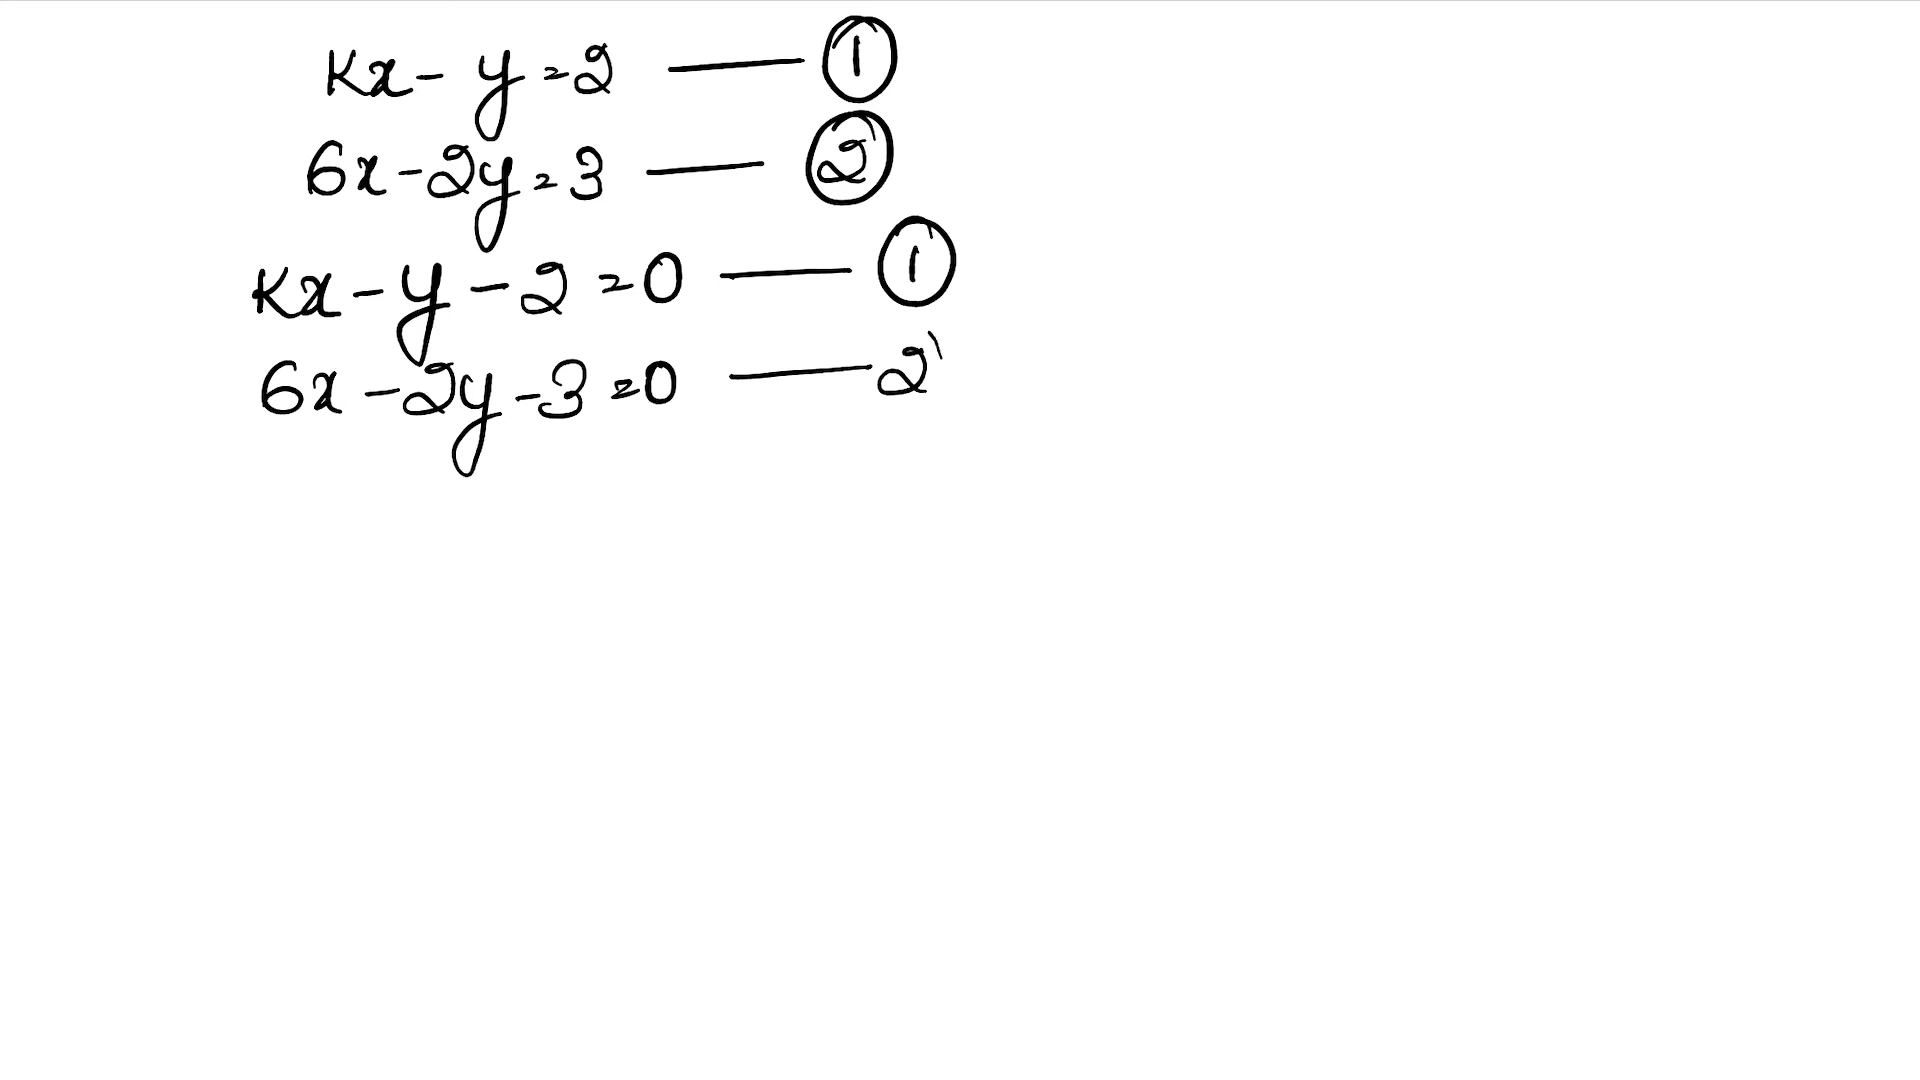 Kx - y = 2 —— ①
6x - 2y = 3 —— ②
Kx - y - 2 = 0 —— ①
6x - 2y - 3 = 0 —— 2'